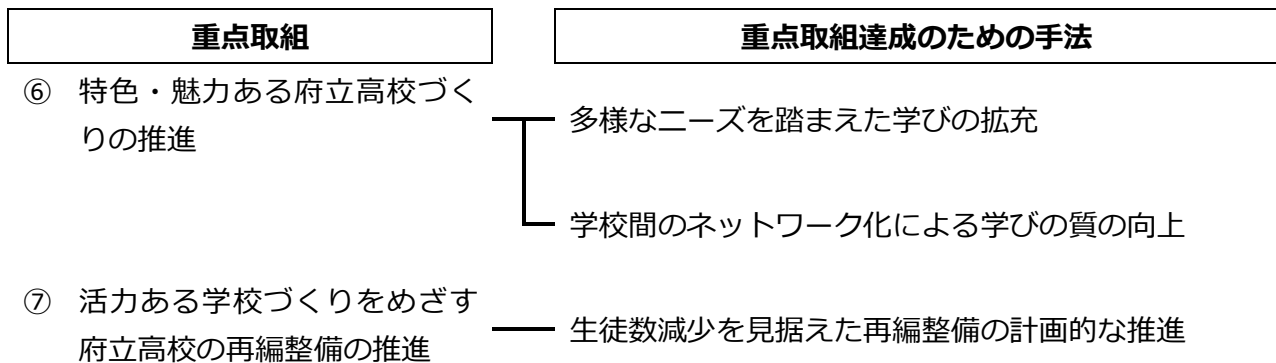 重点取組
重点取組達成のための手法
⑥ 特色・魅力ある府立高校づく
りの推進
多様なニーズを踏まえた学びの拡充
学校間のネットワーク化による学びの質の向上
⑦ 活力ある学校づくりをめざす
府立高校の再編整備の推進
生徒数減少を見据えた再編整備の計画的な推進